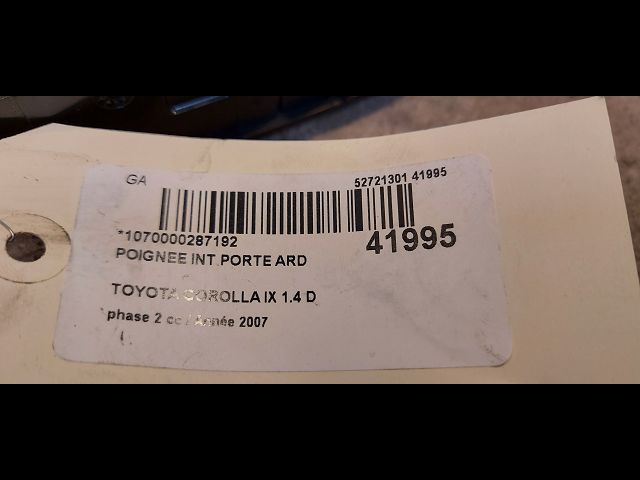 GA
52721301 41995
*1070000287192
41995
POIGNEE INT PORTE ARD
TOYOTA COROLLA IX 1.4 D
phase 2 cc / Année 2007